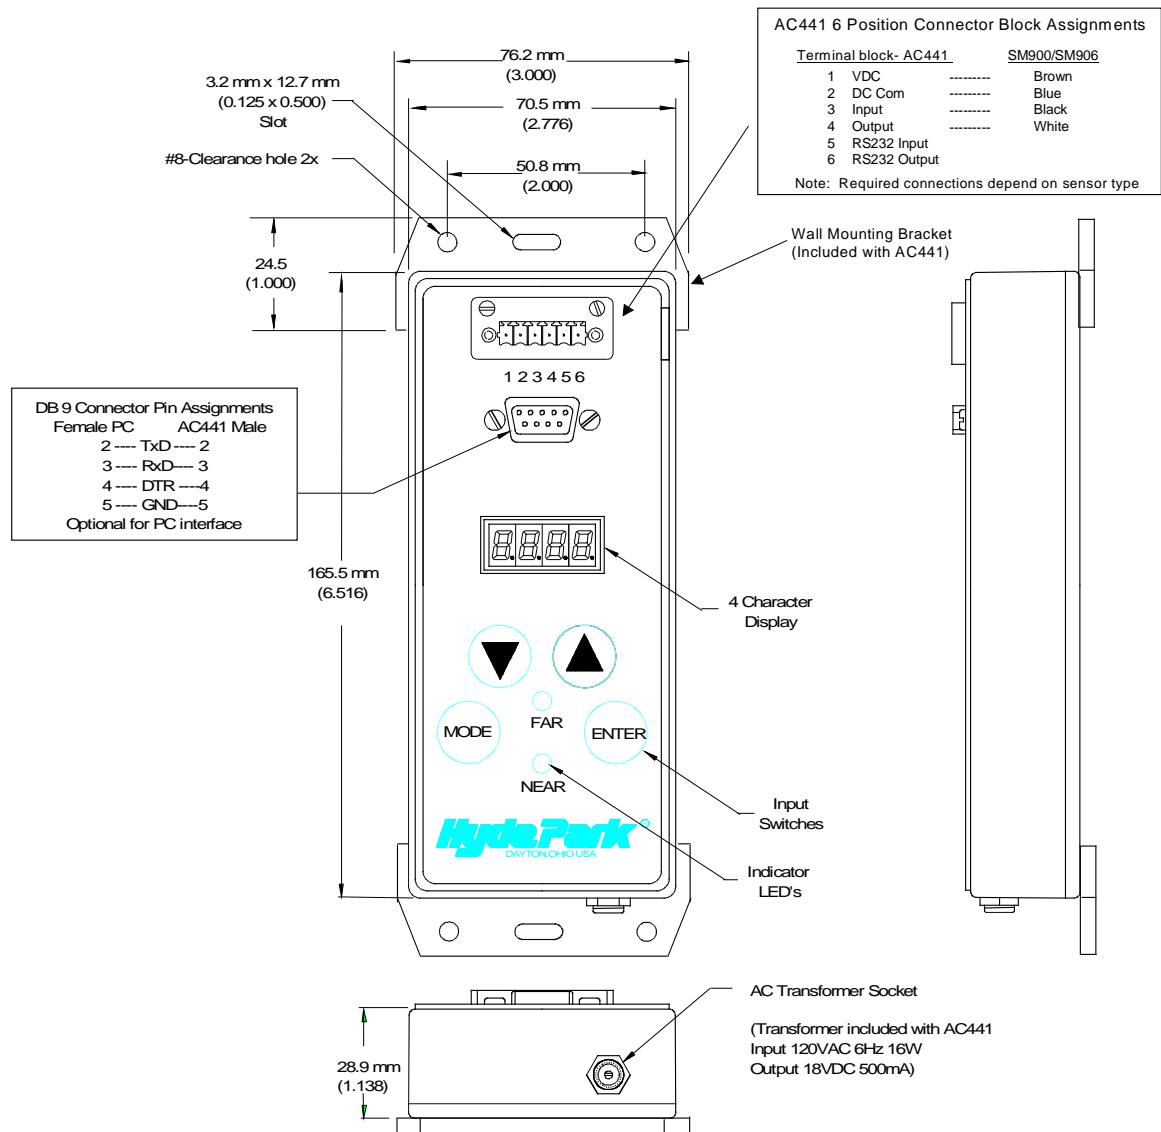 AC441 6 Position Connector Block Assignments
Terminal block- AC441 SM900/SM906
1 VDC --------- Brown
2 DC Com --------- Blue
3 Input --------- Black
4 Output --------- White
5 RS232 Input
6 RS232 Output
Note: Required connections depend on sensor type
76.2 mm
(3.000)
3.2 mm x 12.7 mm
(0.125 x 0.500)
Slot
70.5 mm
(2.776)
#8-Clearance hole 2x
50.8 mm
(2.000)
Wall Mounting Bracket
(Included with AC441)
24.5
(1.000)
1 2 3 4 5 6
DB 9 Connector Pin Assignments
Female PC AC441 Male
2 ---- TxD ---- 2
3 ---- RxD---- 3
4 ---- DTR ----4
5 ---- GND----5
Optional for PC interface
8.8.8.8.
165.5 mm
(6.516)
4 Character
Display
MODE
FAR
ENTER
NEAR
Input
Switches
Hyde Park ®
DAYTON,OHIO USA
Indicator
LED's
AC Transformer Socket
(Transformer included with AC441
Input 120VAC 6Hz 16W
Output 18VDC 500mA)
28.9 mm
(1.138)